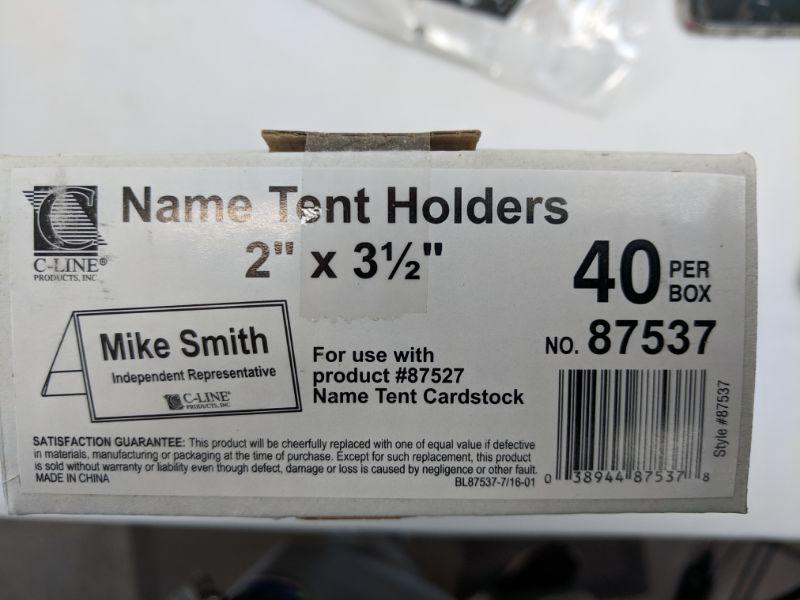 Name Tent Holders
2" x 3½"
C-LINE®
PRODUCTS, INC.
40 PER
BOX
NO. 87537
Mike Smith
Independent Representative
C-LINE®
PRODUCTS, INC.
For use with
product #87527
Name Tent Cardstock
Style #87537
SATISFACTION GUARANTEE: This product will be cheerfully replaced with one of equal value if defective
in materials, manufacturing or packaging at the time of purchase. Except for such replacement, this product
is sold without warranty or liability even though defect, damage or loss is caused by negligence or other fault.
MADE IN CHINA
BL87537-7/16-01
0 38944 87537 8